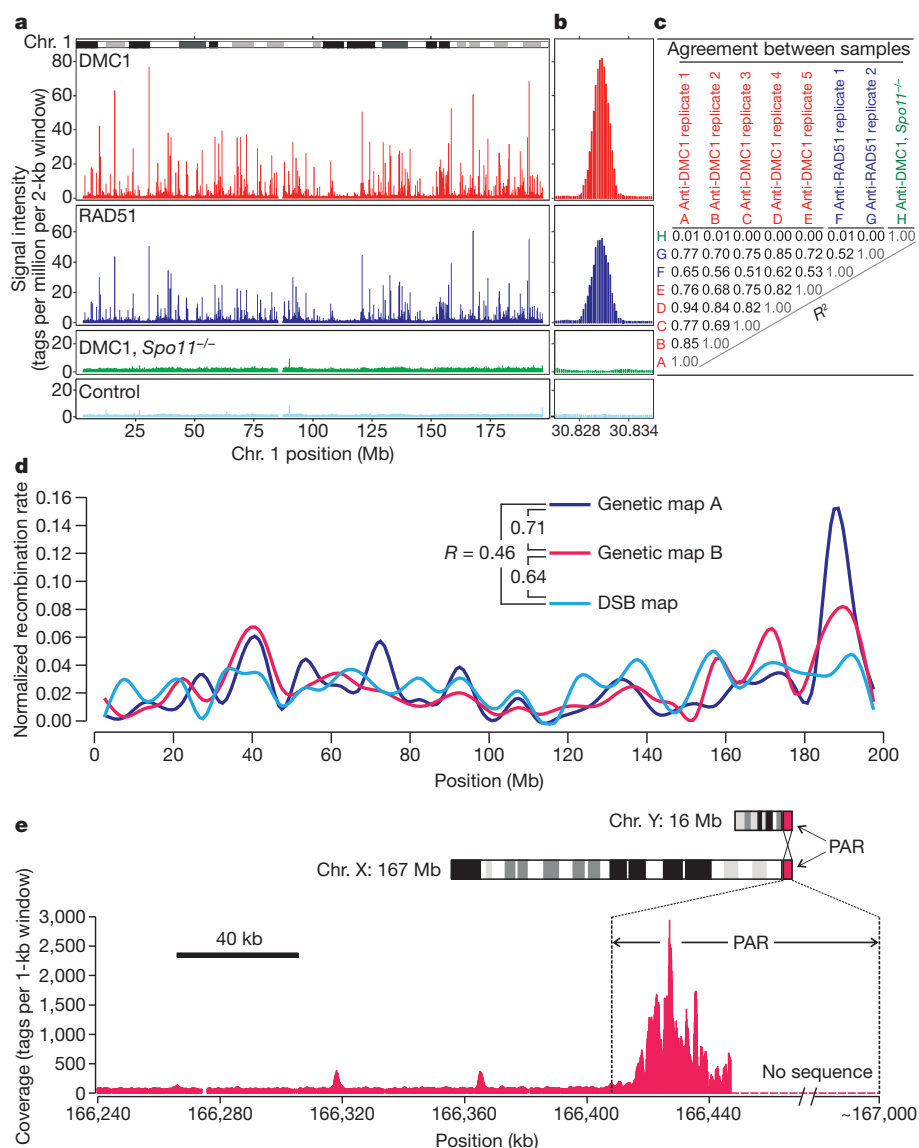 a
b
c
Chr. 1
DMC1
80
60
40
20
0
RAD51
60
40
20
0
DMC1, Spo11−/−
20
0
Control
20
0
Signal intensity
(tags per million per 2-kb window)
25 50 75 100 125 150 175
Chr. 1 position (Mb)
30.828 30.834
Agreement between samples
A Anti-DMC1 replicate 1
B Anti-DMC1 replicate 2
C Anti-DMC1 replicate 3
D Anti-DMC1 replicate 4
E Anti-DMC1 replicate 5
F Anti-RAD51 replicate 1
G Anti-RAD51 replicate 2
H Anti-DMC1, Spo11−/−
H 0.01 0.01 0.00 0.00 0.00 0.01 0.00 1.00
G 0.77 0.70 0.75 0.85 0.72 0.52 1.00
F 0.65 0.56 0.51 0.62 0.53 1.00
E 0.76 0.68 0.75 0.82 1.00
D 0.94 0.84 0.82 1.00
C 0.77 0.69 1.00
B 0.85 1.00
A 1.00
R²
d
Normalized recombination rate
0.16
0.14
0.12
0.10
0.08
0.06
0.04
0.02
0.00
Genetic map A
0.71
R = 0.46
Genetic map B
0.64
DSB map
0 20 40 60 80 100 120 140 160 180 200
Position (Mb)
e
Chr. Y: 16 Mb
PAR
Chr. X: 167 Mb
Coverage (tags per 1-kb window)
3,000
2,500
2,000
1,500
1,000
500
0
40 kb
PAR
No sequence
166,240 166,280 166,320 166,360 166,400 166,440 ~167,000
Position (kb)